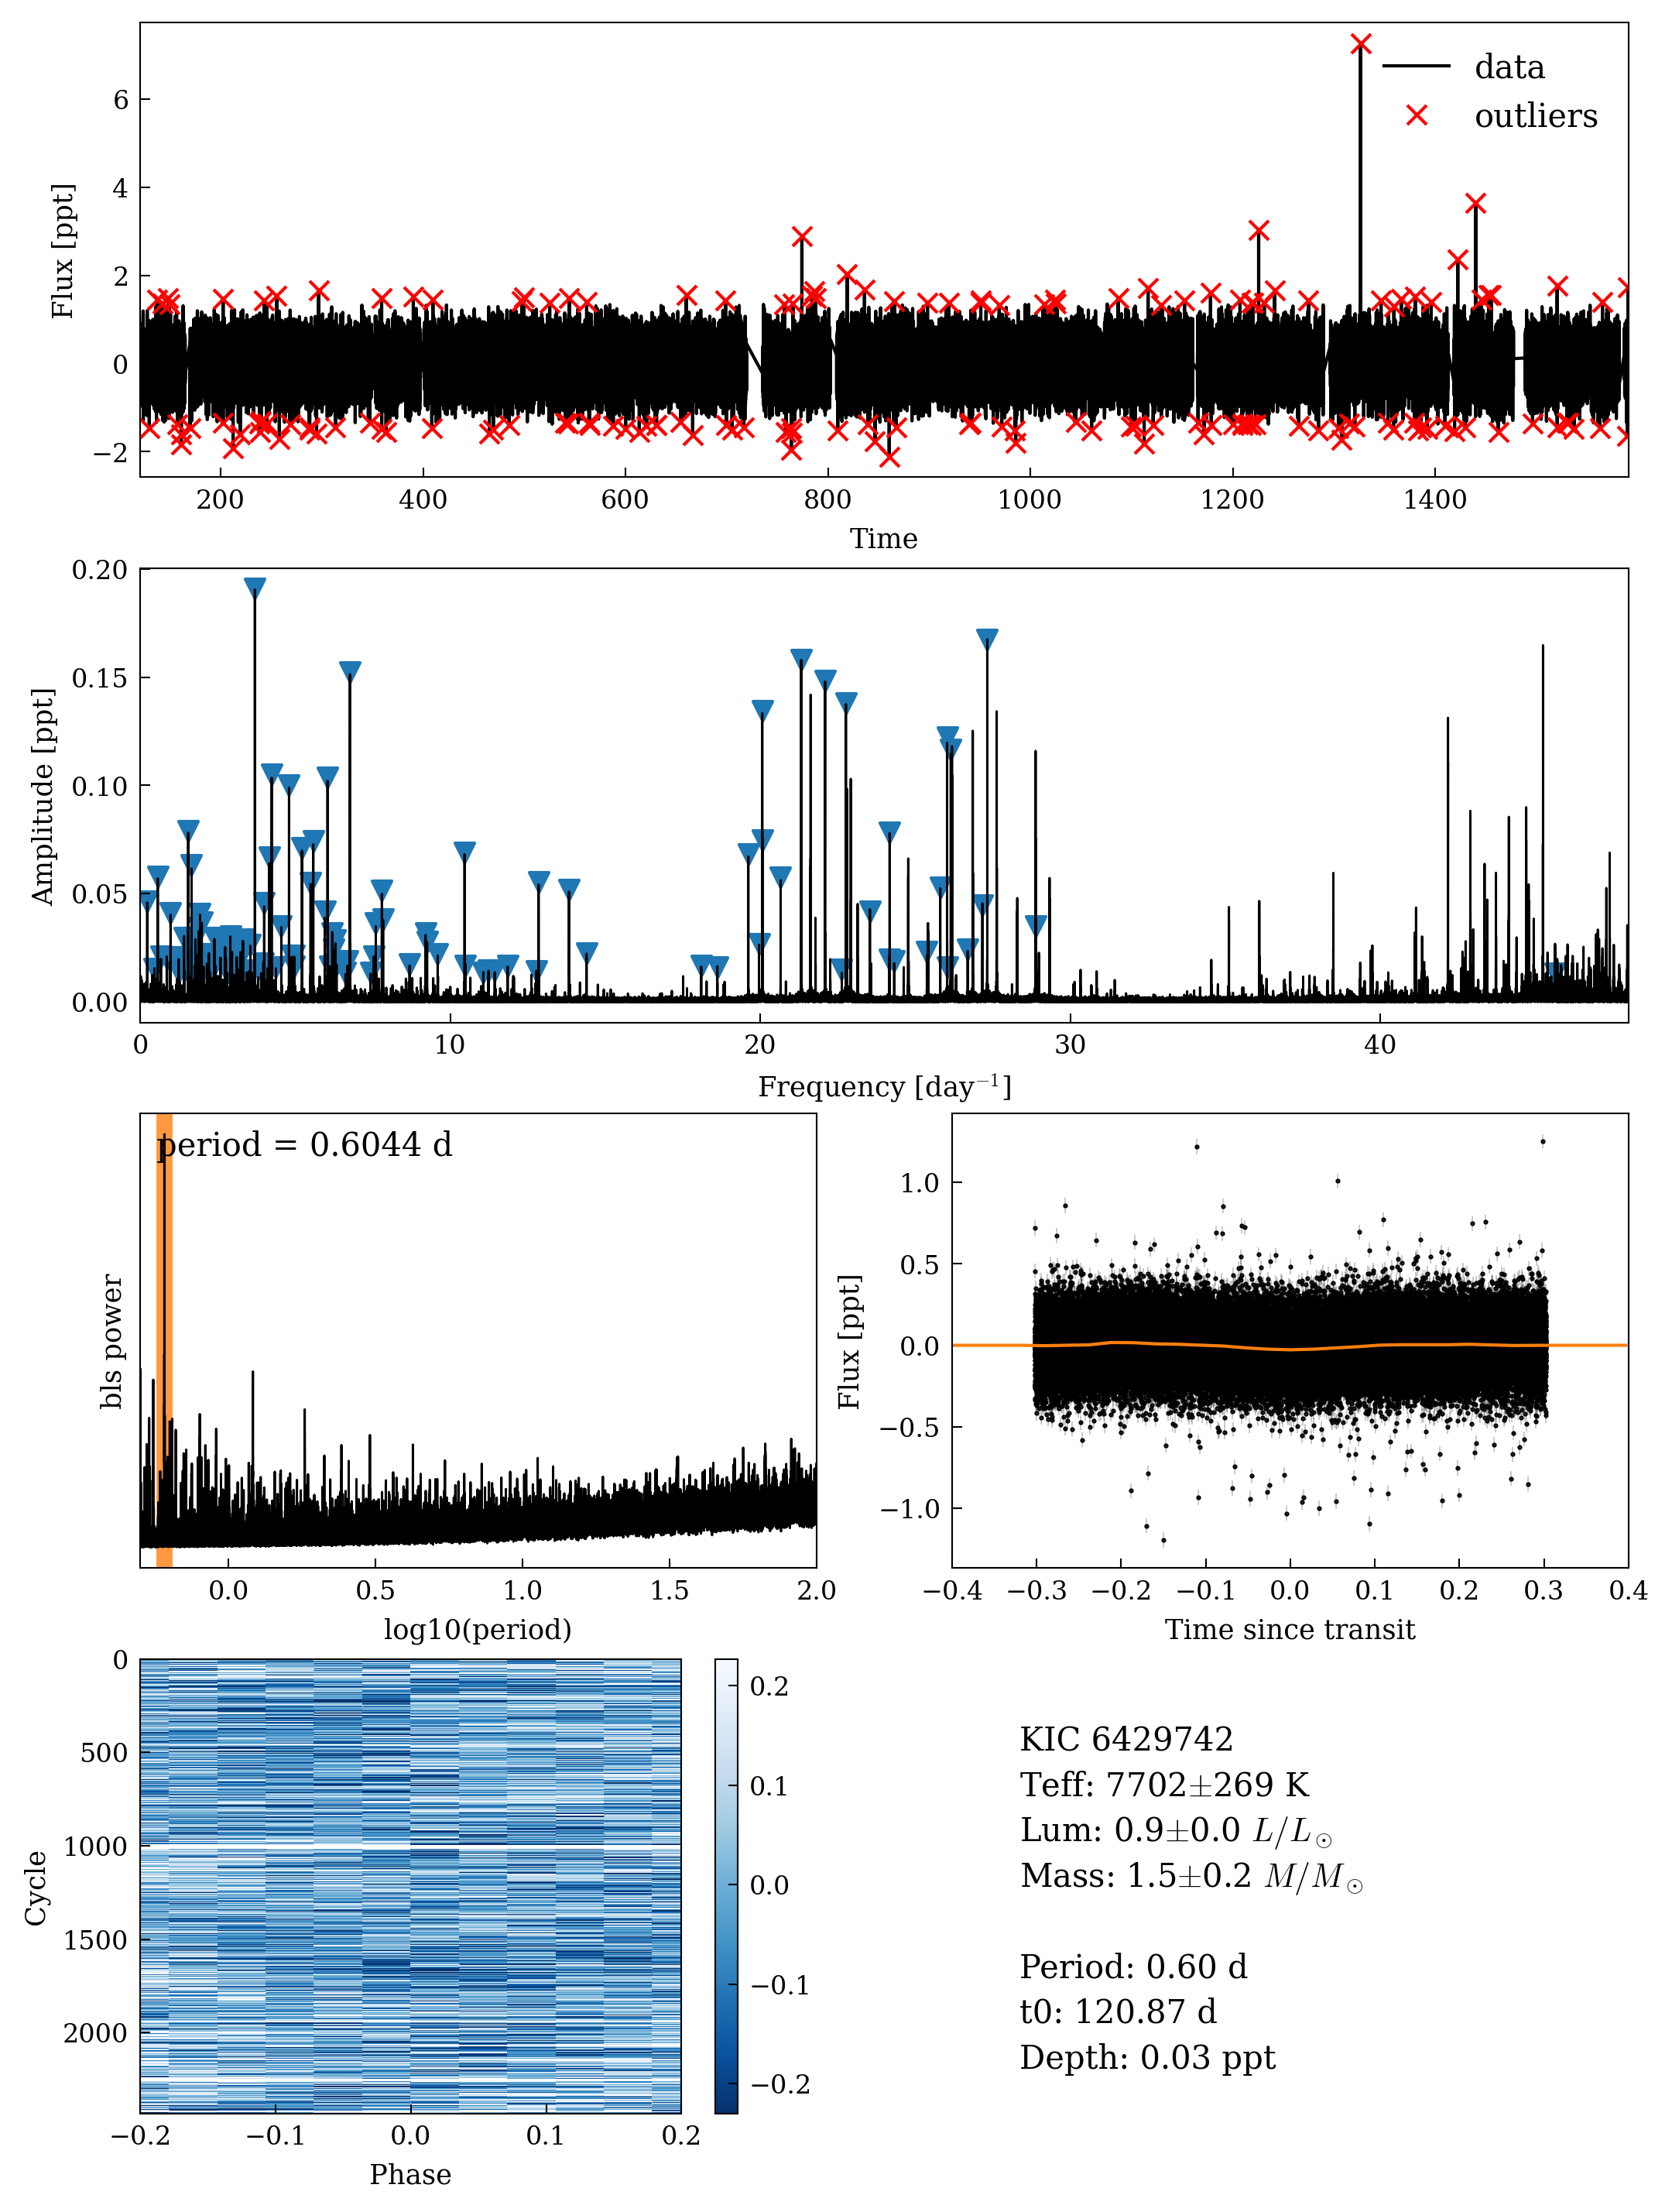 data
outliers
6
4
2
0
−2
Flux [ppt]
200 400 600 800 1000 1200 1400
Time
0.20
0.15
0.10
0.05
0.00
Amplitude [ppt]
0 10 20 30 40
Frequency [day⁻¹]
period = 0.6044 d
bls power
0.0 0.5 1.0 1.5 2.0
log10(period)
1.0
0.5
0.0
−0.5
−1.0
Flux [ppt]
−0.4 −0.3 −0.2 −0.1 0.0 0.1 0.2 0.3 0.4
Time since transit
0
500
1000
1500
2000
Cycle
−0.2 −0.1 0.0 0.1 0.2
Phase
0.2
0.1
0.0
−0.1
−0.2
KIC 6429742
Teff: 7702±269 K
Lum: 0.9±0.0 L/L⊙
Mass: 1.5±0.2 M/M⊙
Period: 0.60 d
t0: 120.87 d
Depth: 0.03 ppt